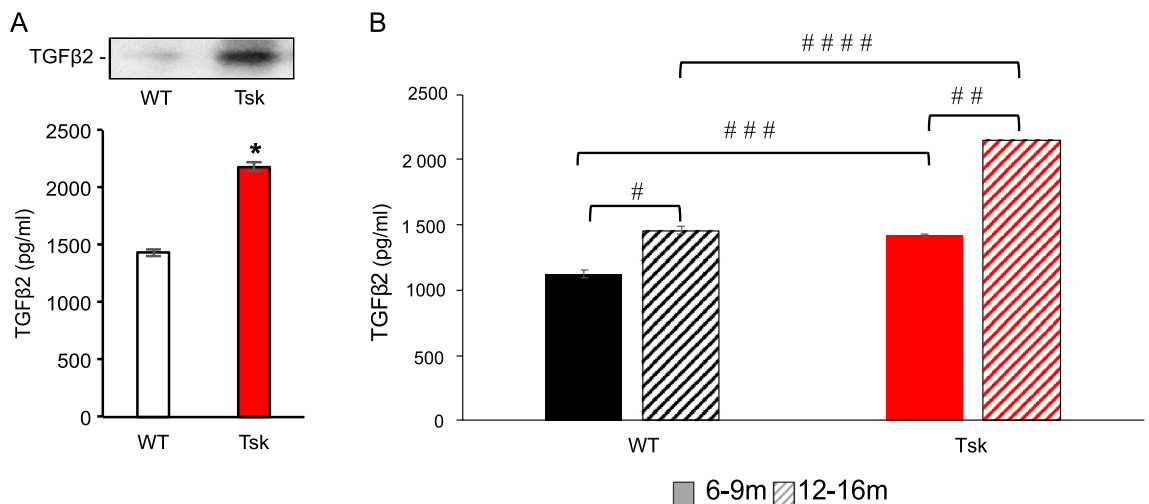 A
TGFβ2 -
WT Tsk
TGFβ2 (pg/ml)
2500
2000
1500
1000
500
0
*
WT Tsk
B
TGFβ2 (pg/ml)
2500
2 000
1 500
1000
500
0
# # # #
# #
# # #
#
WT Tsk
6-9m 12-16m